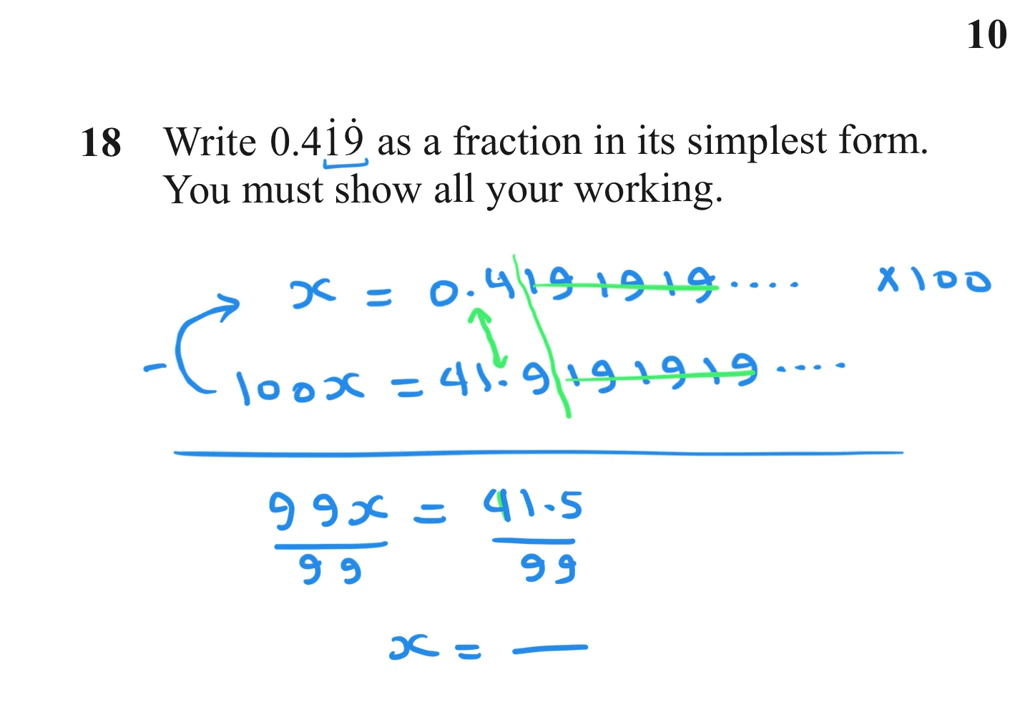 10
18 Write 0.41̇9̇ as a fraction in its simplest form.
You must show all your working.
x = 0.4191919.... ×100
- 100x = 41.9191919....
99x = 41.5
99 99
x = —